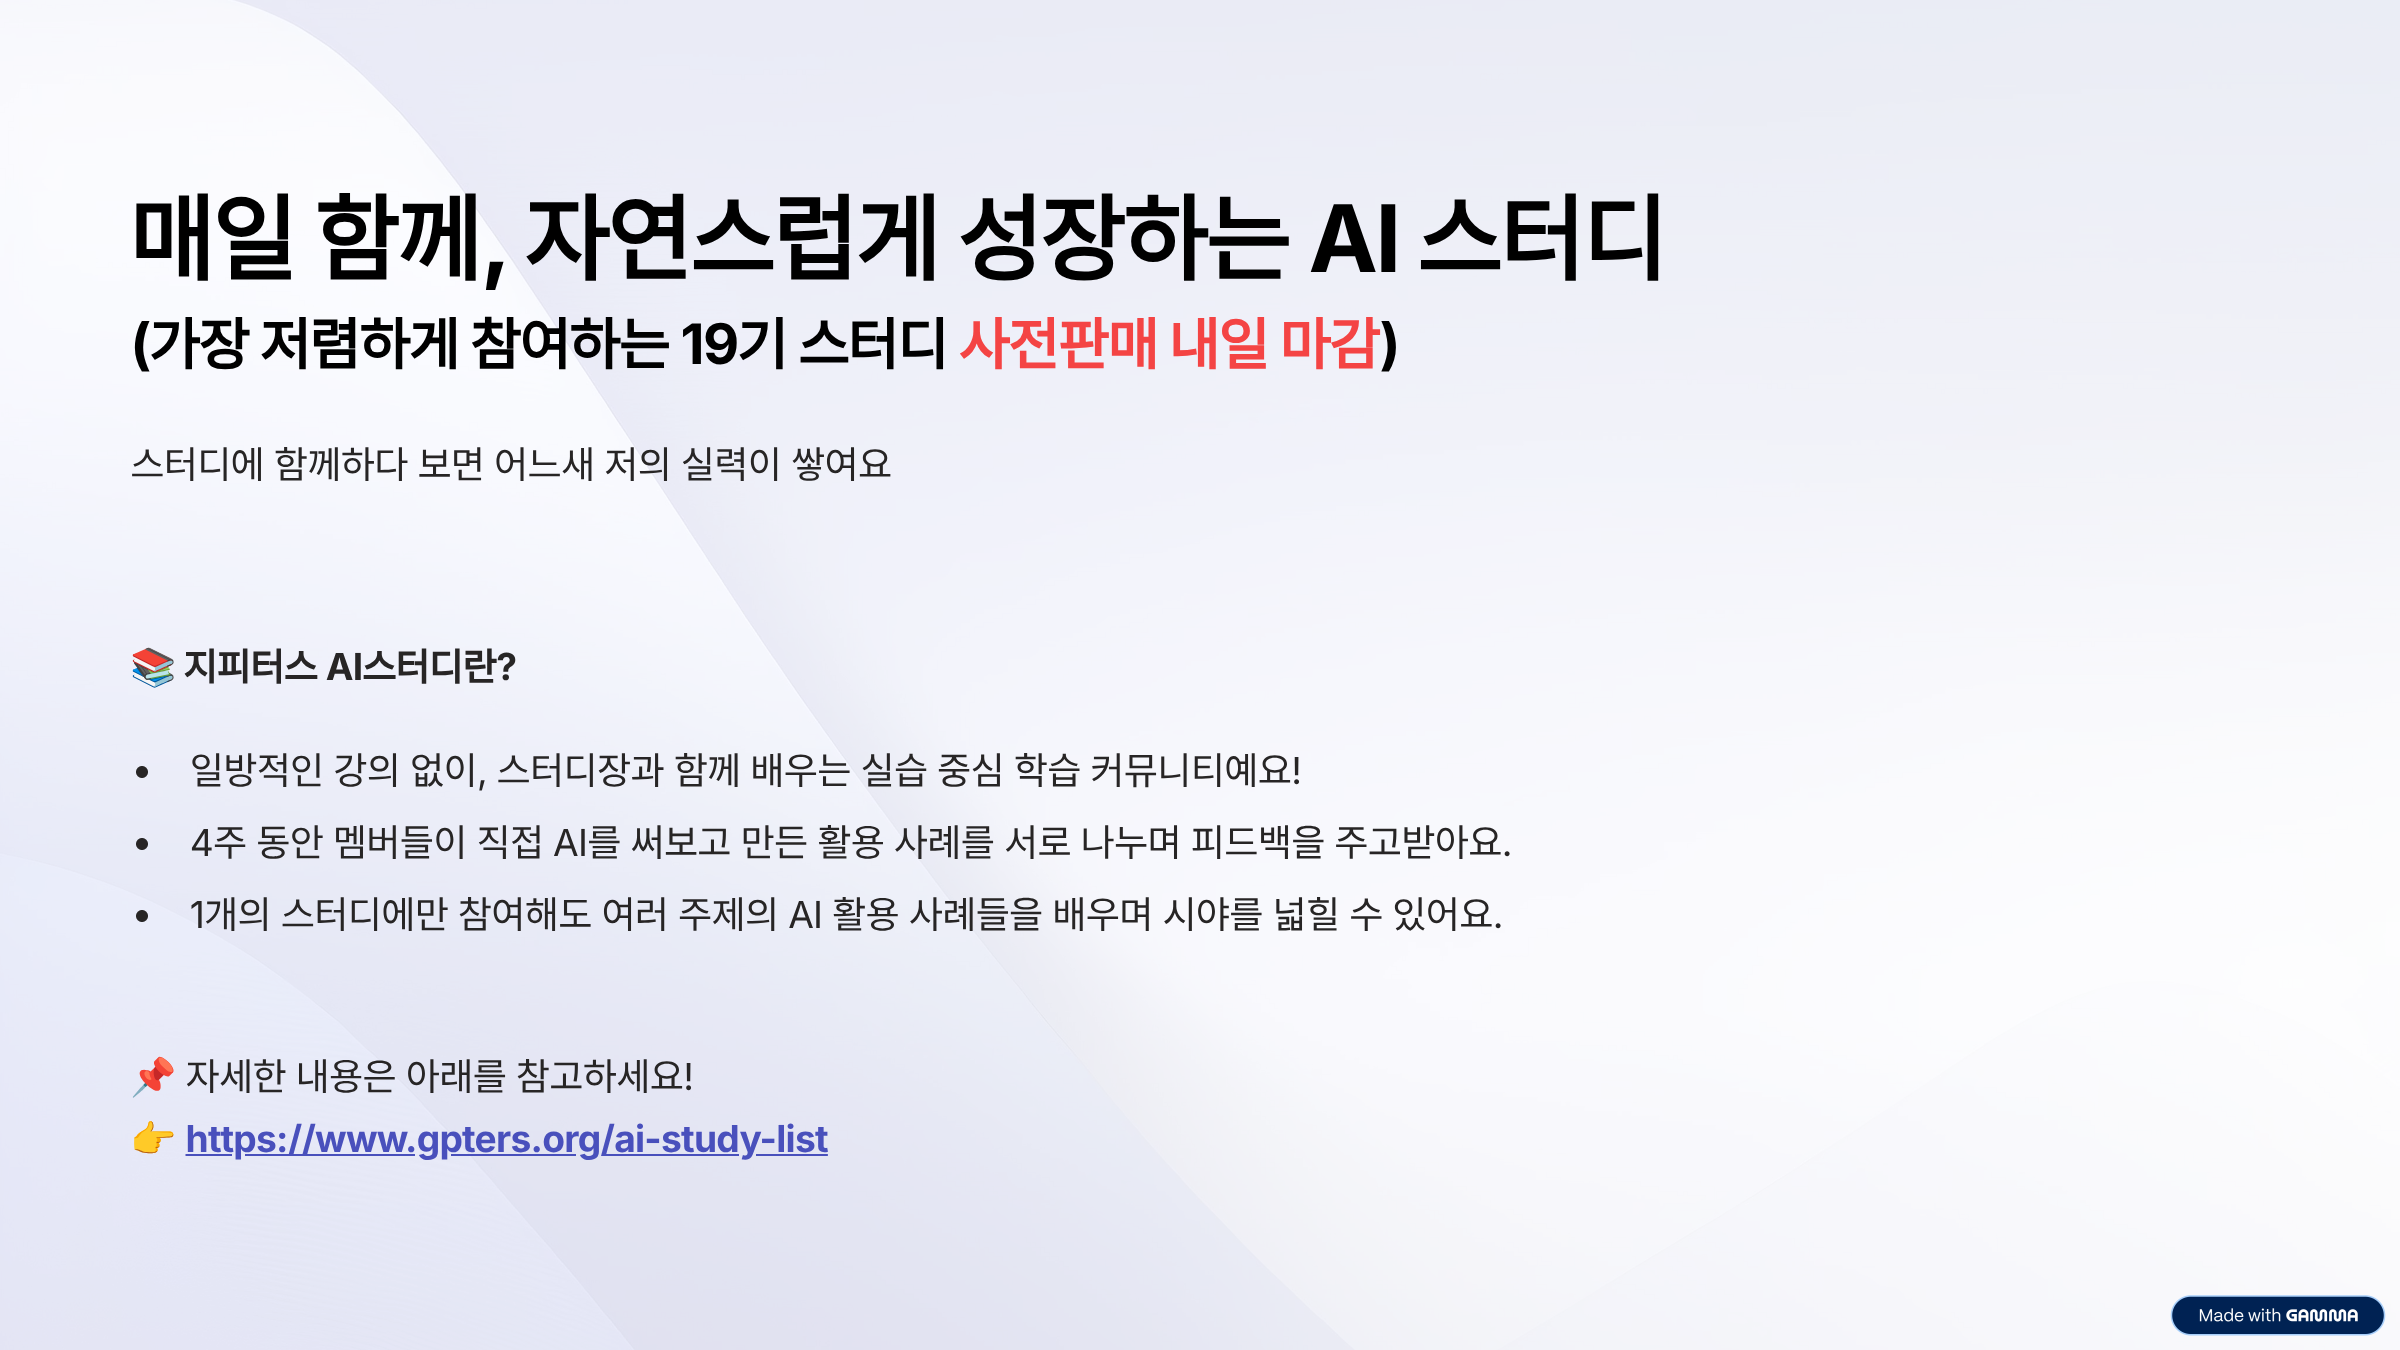 매일 함께, 자연스럽게 성장하는 AI 스터디
(가장 저렴하게 참여하는 19기 스터디 사전판매 내일 마감)
스터디에 함께하다 보면 어느새 저의 실력이 쌓여요
📚 지피터스 AI스터디란?
• 일방적인 강의 없이, 스터디장과 함께 배우는 실습 중심 학습 커뮤니티예요!
• 4주 동안 멤버들이 직접 AI를 써보고 만든 활용 사례를 서로 나누며 피드백을 주고받아요.
• 1개의 스터디에만 참여해도 여러 주제의 AI 활용 사례들을 배우며 시야를 넓힐 수 있어요.
📌 자세한 내용은 아래를 참고하세요!
👉 https://www.gpters.org/ai-study-list
Made with GAMMA